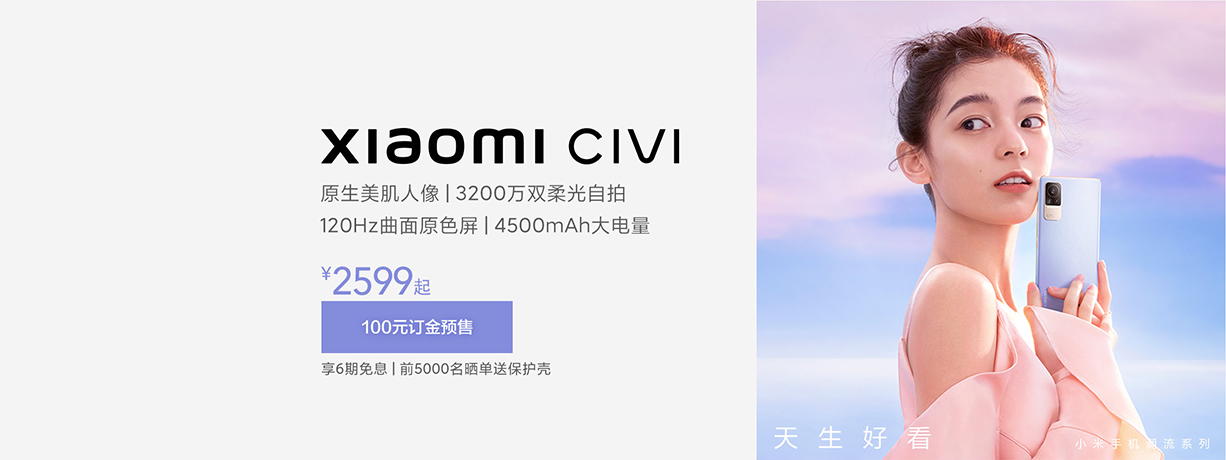 xiaomi CIVI
原生美肌人像 | 3200万双柔光自拍
120Hz曲面原色屏 | 4500mAh大电量
¥2599起
100元订金预售
享6期免息 | 前5000名晒单送保护壳
天生好看
小米手机潮流系列